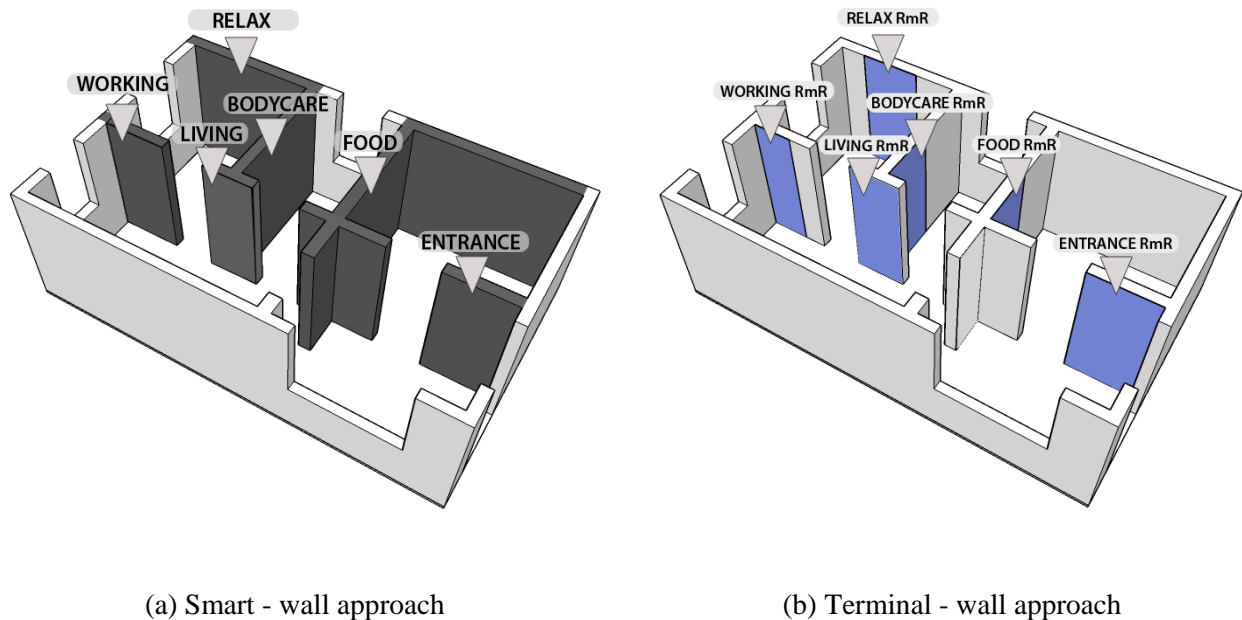 RELAX
WORKING
BODYCARE
LIVING
FOOD
ENTRANCE
RELAX RmR
WORKING RmR
BODYCARE RmR
LIVING RmR
FOOD RmR
ENTRANCE RmR
(a) Smart - wall approach
(b) Terminal - wall approach